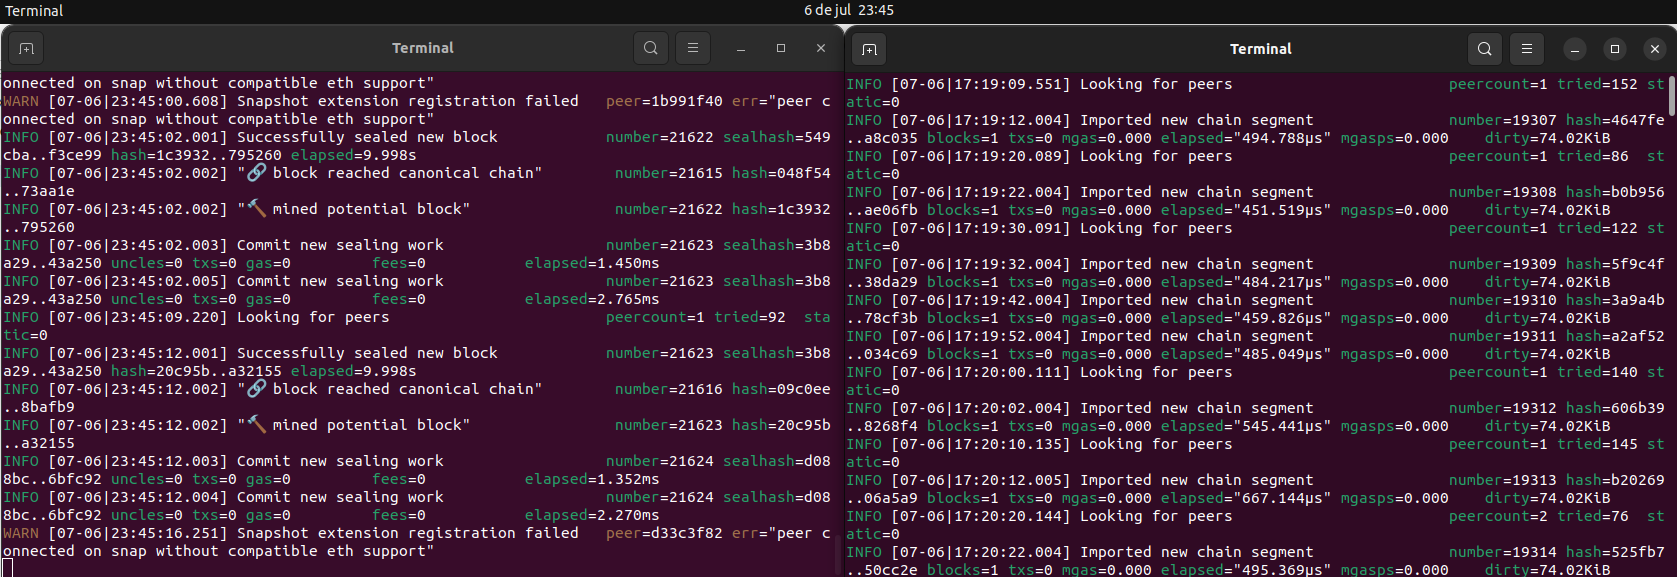 Terminal
6 de jul 23:45
Terminal
onnected on snap without compatible eth support"
WARN [07-06|23:45:00.608] Snapshot extension registration failed peer=1b991f40 err="peer c
onnected on snap without compatible eth support"
INFO [07-06|23:45:02.001] Successfully sealed new block number=21622 sealhash=549
cba..f3ce99 hash=1c3932..795260 elapsed=9.998s
INFO [07-06|23:45:02.002] "🔗 block reached canonical chain" number=21615 hash=048f54
..73aa1e
INFO [07-06|23:45:02.002] "🔨 mined potential block" number=21622 hash=1c3932
..795260
INFO [07-06|23:45:02.003] Commit new sealing work number=21623 sealhash=3b8
a29..43a250 uncles=0 txs=0 gas=0 fees=0 elapsed=1.450ms
INFO [07-06|23:45:02.005] Commit new sealing work number=21623 sealhash=3b8
a29..43a250 uncles=0 txs=0 gas=0 fees=0 elapsed=2.765ms
INFO [07-06|23:45:09.220] Looking for peers peercount=1 tried=92 sta
tic=0
INFO [07-06|23:45:12.001] Successfully sealed new block number=21623 sealhash=3b8
a29..43a250 hash=20c95b..a32155 elapsed=9.998s
INFO [07-06|23:45:12.002] "🔗 block reached canonical chain" number=21616 hash=09c0ee
..8bafb9
INFO [07-06|23:45:12.002] "🔨 mined potential block" number=21623 hash=20c95b
..a32155
INFO [07-06|23:45:12.003] Commit new sealing work number=21624 sealhash=d08
8bc..6bfc92 uncles=0 txs=0 gas=0 fees=0 elapsed=1.352ms
INFO [07-06|23:45:12.004] Commit new sealing work number=21624 sealhash=d08
8bc..6bfc92 uncles=0 txs=0 gas=0 fees=0 elapsed=2.270ms
WARN [07-06|23:45:16.251] Snapshot extension registration failed peer=d33c3f82 err="peer c
onnected on snap without compatible eth support"
Terminal
INFO [07-06|17:19:09.551] Looking for peers peercount=1 tried=152 st
atic=0
INFO [07-06|17:19:12.004] Imported new chain segment number=19307 hash=4647fe
..a8c035 blocks=1 txs=0 mgas=0.000 elapsed="494.788µs" mgasps=0.000 dirty=74.02KiB
INFO [07-06|17:19:20.089] Looking for peers peercount=1 tried=86 st
atic=0
INFO [07-06|17:19:22.004] Imported new chain segment number=19308 hash=b0b956
..ae06fb blocks=1 txs=0 mgas=0.000 elapsed="451.519µs" mgasps=0.000 dirty=74.02KiB
INFO [07-06|17:19:30.091] Looking for peers peercount=1 tried=122 st
atic=0
INFO [07-06|17:19:32.004] Imported new chain segment number=19309 hash=5f9c4f
..38da29 blocks=1 txs=0 mgas=0.000 elapsed="484.217µs" mgasps=0.000 dirty=74.02KiB
INFO [07-06|17:19:42.004] Imported new chain segment number=19310 hash=3a9a4b
..78cf3b blocks=1 txs=0 mgas=0.000 elapsed="459.826µs" mgasps=0.000 dirty=74.02KiB
INFO [07-06|17:19:52.004] Imported new chain segment number=19311 hash=a2af52
..034c69 blocks=1 txs=0 mgas=0.000 elapsed="485.049µs" mgasps=0.000 dirty=74.02KiB
INFO [07-06|17:20:00.111] Looking for peers peercount=1 tried=140 st
atic=0
INFO [07-06|17:20:02.004] Imported new chain segment number=19312 hash=606b39
..8268f4 blocks=1 txs=0 mgas=0.000 elapsed="545.441µs" mgasps=0.000 dirty=74.02KiB
INFO [07-06|17:20:10.135] Looking for peers peercount=1 tried=145 st
atic=0
INFO [07-06|17:20:12.005] Imported new chain segment number=19313 hash=b20269
..06a5a9 blocks=1 txs=0 mgas=0.000 elapsed="667.144µs" mgasps=0.000 dirty=74.02KiB
INFO [07-06|17:20:20.144] Looking for peers peercount=2 tried=76 st
atic=0
INFO [07-06|17:20:22.004] Imported new chain segment number=19314 hash=525fb7
..50cc2e blocks=1 txs=0 mgas=0.000 elapsed="495.369µs" mgasps=0.000 dirty=74.02KiB